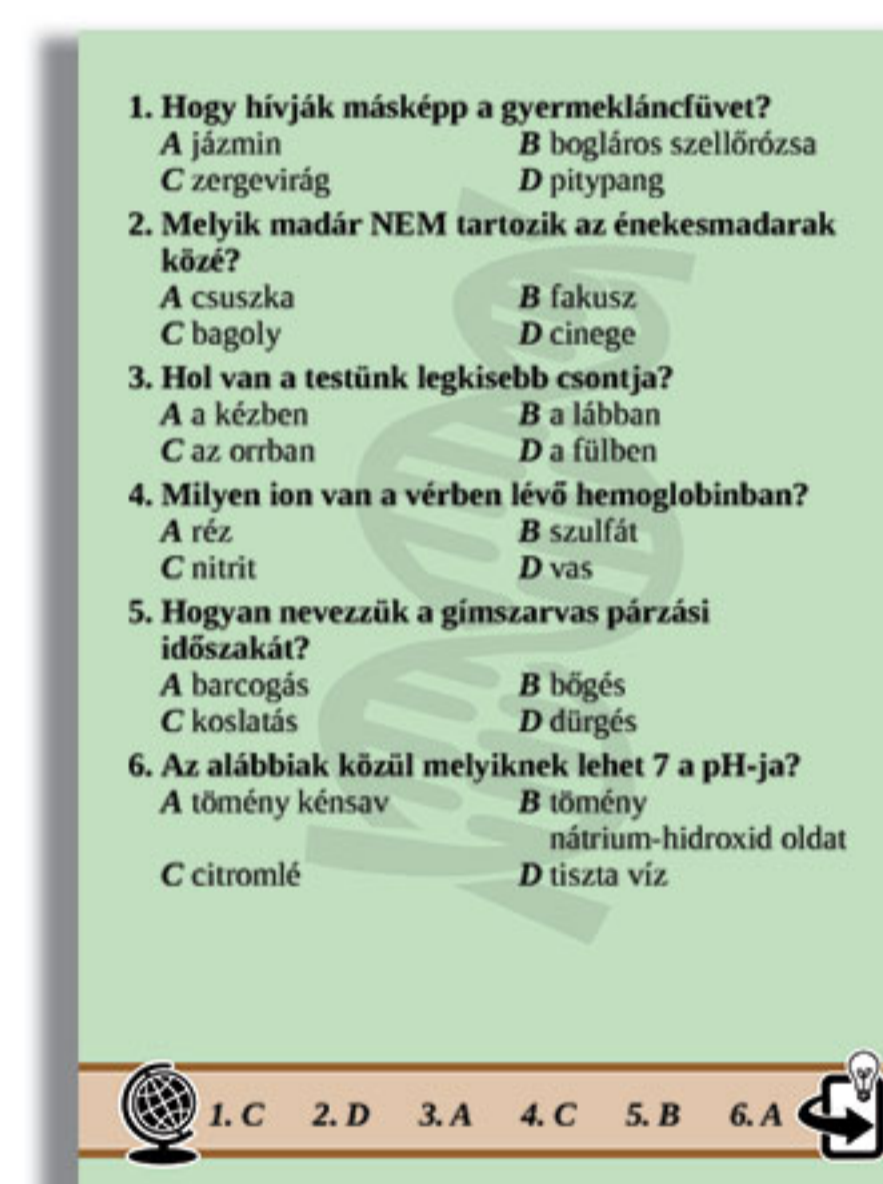 1. Hogy hívják másképp a gyermekláncfüvet?
A jázmin B bogláros szellőrózsa
C zergevirág D pitypang
2. Melyik madár NEM tartozik az énekesmadarak
közé?
A csuszka B fakusz
C bagoly D cinege
3. Hol van a testünk legkisebb csontja?
A a kézben B a lábban
C az orrban D a fülben
4. Milyen ion van a vérben lévő hemoglobinban?
A réz B szulfát
C nitrit D vas
5. Hogyan nevezzük a gímszarvas párzási
időszakát?
A barcogás B bőgés
C koslatás D dürgés
6. Az alábbiak közül melyiknek lehet 7 a pH-ja?
A tömény kénsav B tömény
nátrium-hidroxid oldat
C citromlé D tiszta víz
1. C 2. D 3. A 4. C 5. B 6. A